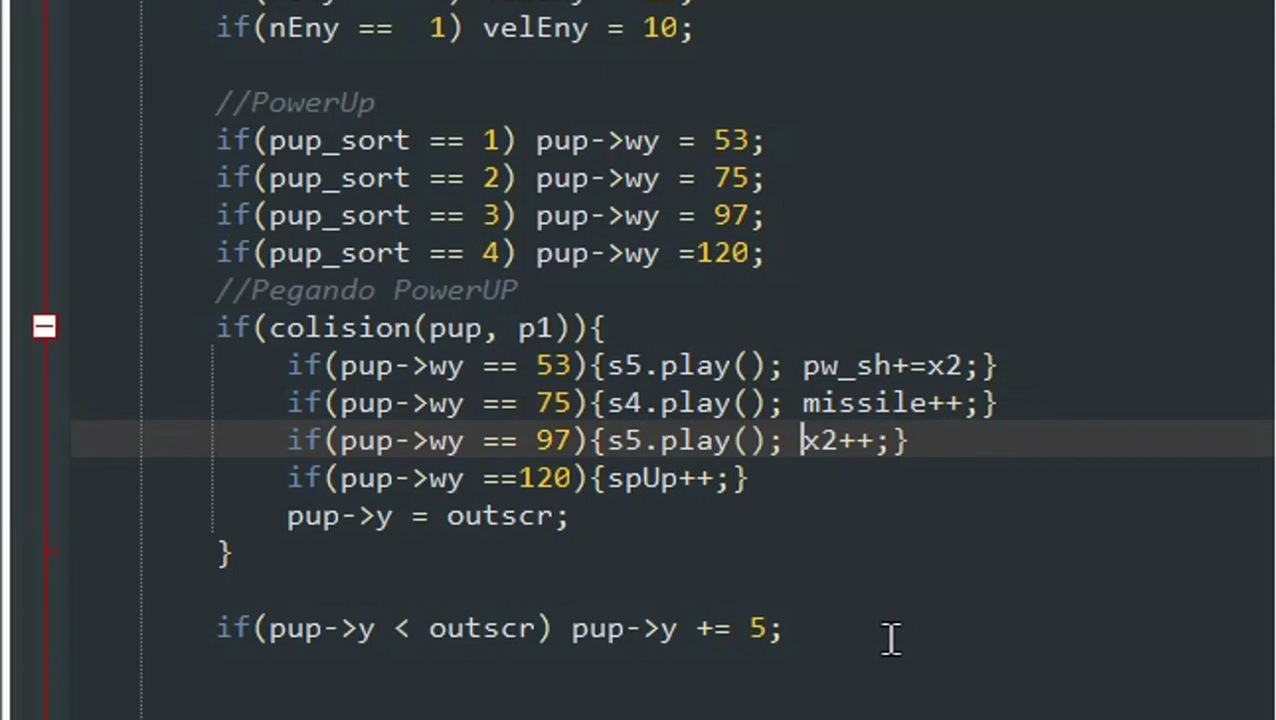 if(nEny ==  1) velEny = 10;
//PowerUp
if(pup_sort == 1) pup->wy = 53;
if(pup_sort == 2) pup->wy = 75;
if(pup_sort == 3) pup->wy = 97;
if(pup_sort == 4) pup->wy =120;
//Pegando PowerUP
if(colision(pup, p1)){
if(pup->wy == 53){s5.play(); pw_sh+=x2;}
if(pup->wy == 75){s4.play(); missile++;}
if(pup->wy == 97){s5.play(); x2++;}
if(pup->wy ==120){spUp++;}
pup->y = outscr;
}
if(pup->y < outscr) pup->y += 5;